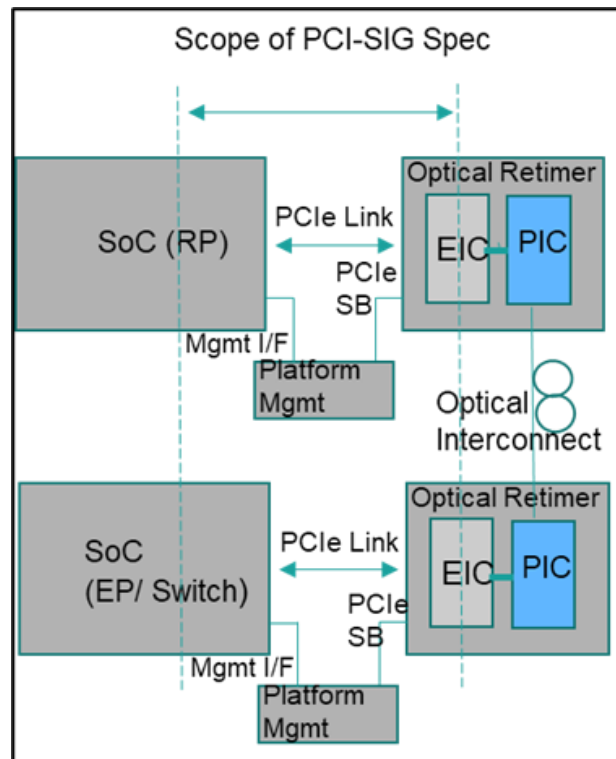 Scope of PCI-SIG Spec
Optical Retimer
SoC (RP)
PCIe Link
EIC
PIC
PCIe
SB
Mgmt I/F
Platform
Mgmt
Optical
Interconnect
Optical Retimer
SoC
(EP/ Switch)
PCIe Link
EIC
PIC
PCIe
SB
Mgmt I/F
Platform
Mgmt